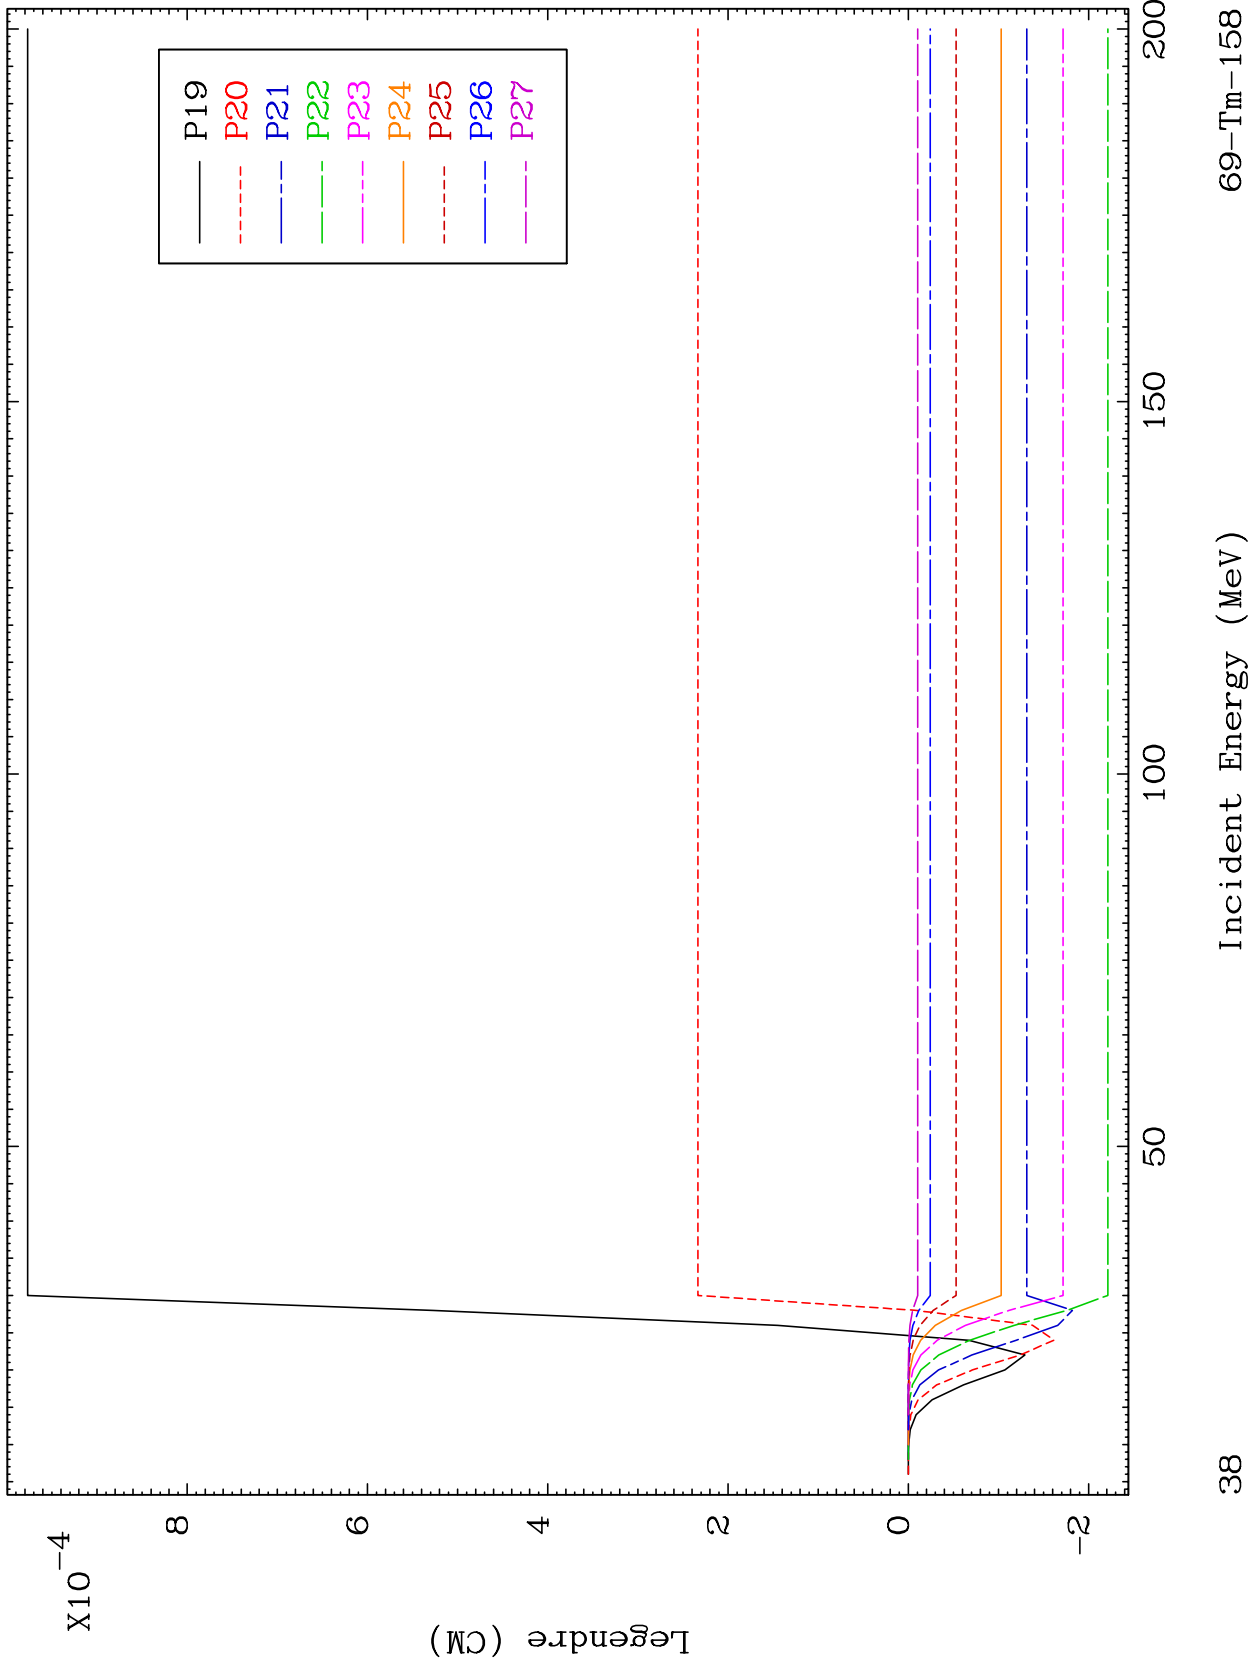 X10⁻⁴
8
6
4
2
0
-2
Legendre (CM)
P19
P20
P21
P22
P23
P24
P25
P26
P27
50
100
150
200
Incident Energy (MeV)
38
69-Tm-158